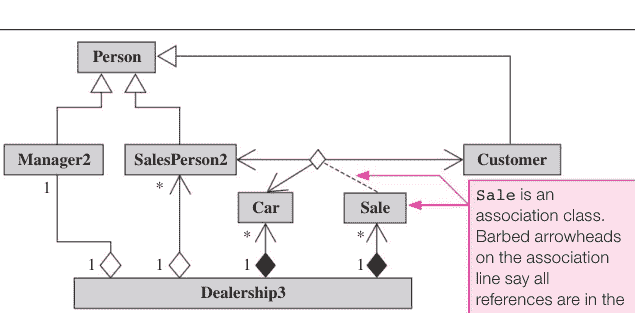 Person
Manager2
SalesPerson2
Customer
1
*
Car
Sale
*
*
1
1
1
1
Dealership3
Sale is an
association class.
Barbed arrowheads
on the association
line say all
references are in the